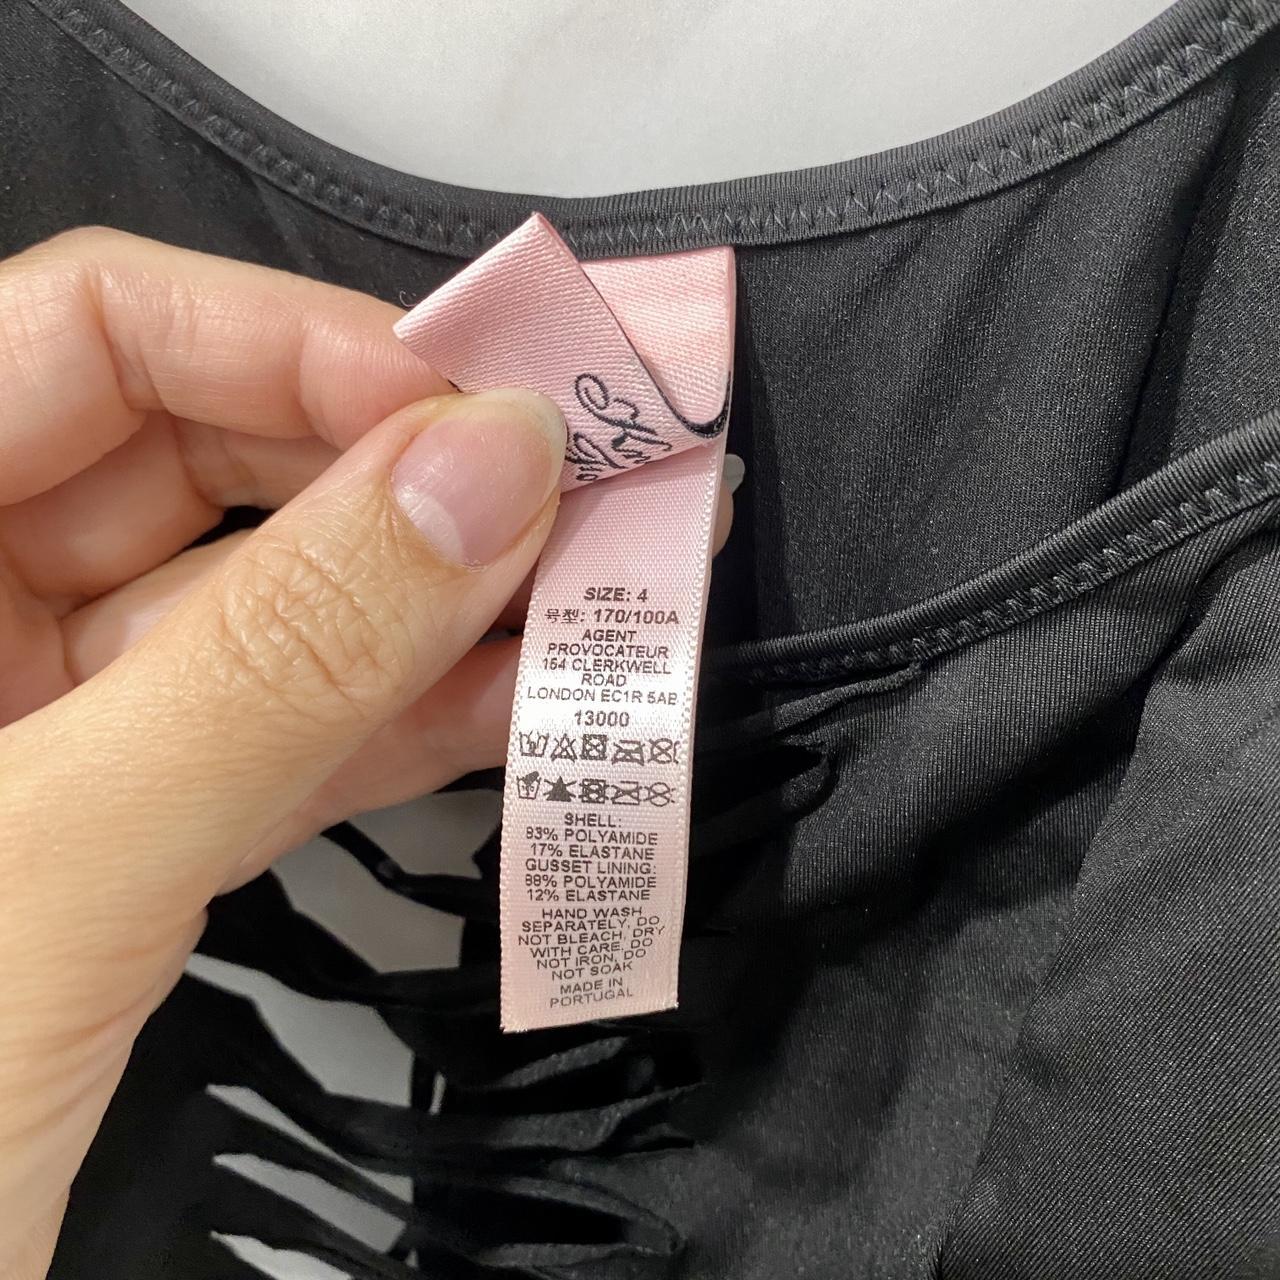 SIZE: 4
号型: 170/100A
AGENT
PROVOCATEUR
154 CLERKWELL
ROAD
LONDON EC1R 5AB
13000
SHELL:
83% POLYAMIDE
17% ELASTANE
GUSSET LINING:
88% POLYAMIDE
12% ELASTANE
HAND WASH
SEPARATELY, DO
NOT BLEACH, DRY
WITH CARE, DO
NOT IRON, DO
NOT SOAK
MADE IN
PORTUGAL